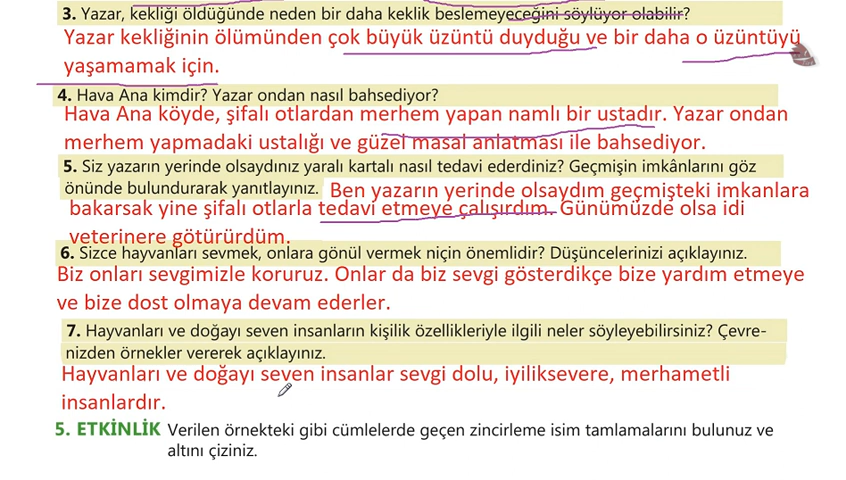 3. Yazar, kekliği öldüğünde neden bir daha keklik beslemeyeceğini söylüyor olabilir?
Yazar kekliğinin ölümünden çok büyük üzüntü duyduğu ve bir daha o üzüntüyü
yaşamamak için.
4. Hava Ana kimdir? Yazar ondan nasıl bahsediyor?
Hava Ana köyde, şifalı otlardan merhem yapan namlı bir ustadır. Yazar ondan
merhem yapmadaki ustalığı ve güzel masal anlatması ile bahsediyor.
5. Siz yazarın yerinde olsaydınız yaralı kartalı nasıl tedavi ederdiniz? Geçmişin imkânlarını göz
önünde bulundurarak yanıtlayınız. Ben yazarın yerinde olsaydım geçmişteki imkanlara
bakarsak yine şifalı otlarla tedavi etmeye çalışırdım. Günümüzde olsa idi
veterinere götürürdüm.
6. Sizce hayvanları sevmek, onlara gönül vermek niçin önemlidir? Düşüncelerinizi açıklayınız.
Biz onları sevgimizle koruruz. Onlar da biz sevgi gösterdikçe bize yardım etmeye
ve bize dost olmaya devam ederler.
7. Hayvanları ve doğayı seven insanların kişilik özellikleriyle ilgili neler söyleyebilirsiniz? Çevre-
nizden örnekler vererek açıklayınız.
Hayvanları ve doğayı seven insanlar sevgi dolu, iyiliksevere, merhametli
insanlardır.
5. ETKİNLİK Verilen örnekteki gibi cümlelerde geçen zincirleme isim tamlamalarını bulunuz ve
altını çiziniz.